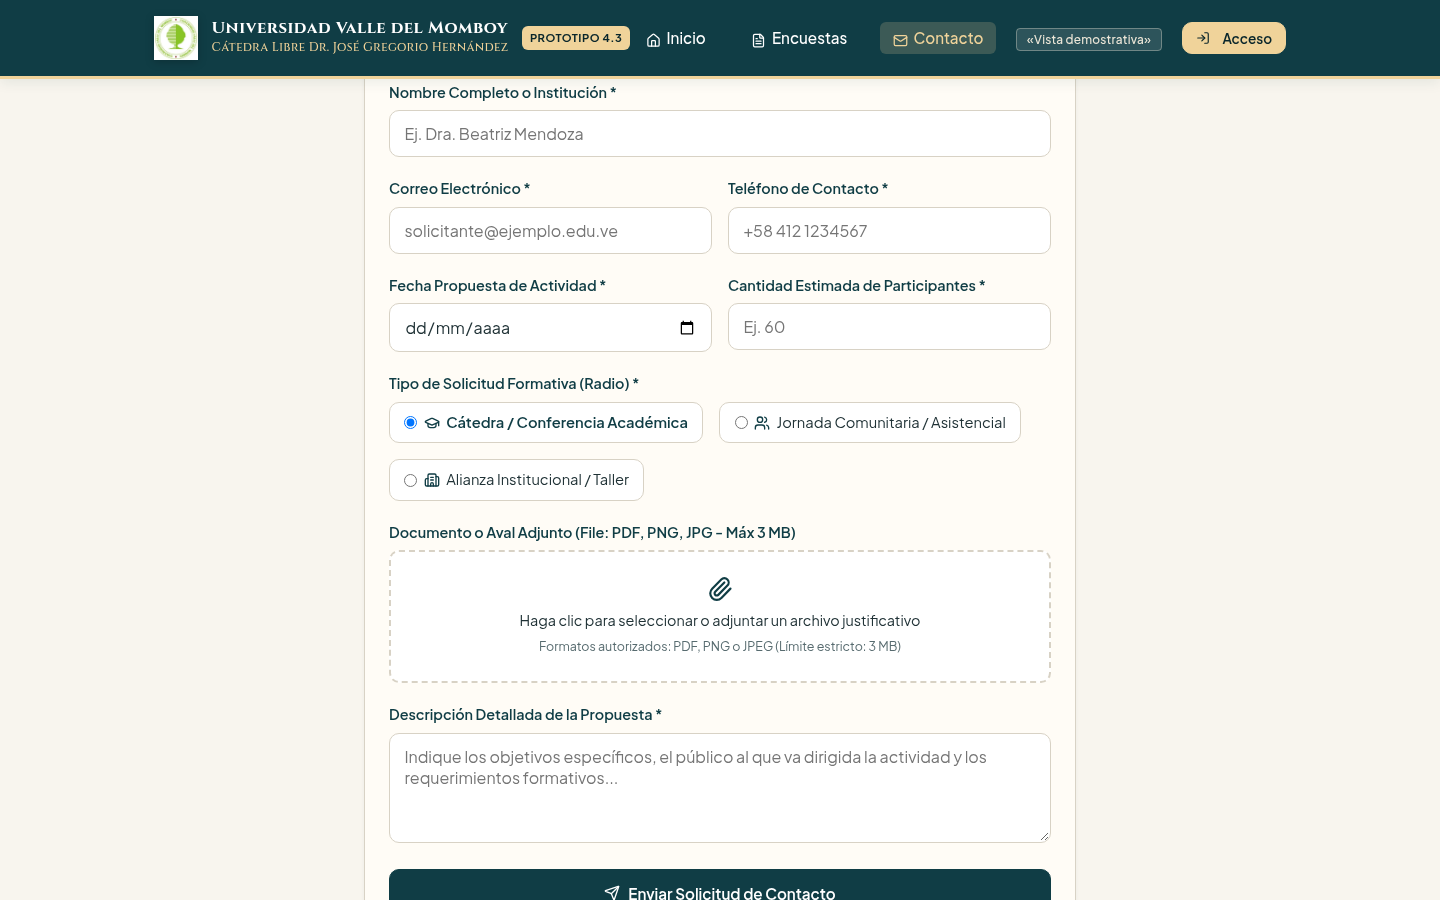 Universidad Valle del Momboy
Cátedra Libre Dr. José Gregorio Hernández
PROTOTIPO 4.3
Inicio
Encuestas
Contacto
«Vista demostrativa»
Acceso
Nombre Completo o Institución *
Ej. Dra. Beatriz Mendoza
Correo Electrónico *
Teléfono de Contacto *
solicitante@ejemplo.edu.ve
+58 412 1234567
Fecha Propuesta de Actividad *
Cantidad Estimada de Participantes *
dd/mm/aaaa
Ej. 60
Tipo de Solicitud Formativa (Radio) *
Cátedra / Conferencia Académica
Jornada Comunitaria / Asistencial
Alianza Institucional / Taller
Documento o Aval Adjunto (File: PDF, PNG, JPG - Máx 3 MB)
Haga clic para seleccionar o adjuntar un archivo justificativo
Formatos autorizados: PDF, PNG o JPEG (Límite estricto: 3 MB)
Descripción Detallada de la Propuesta *
Indique los objetivos específicos, el público al que va dirigida la actividad y los
requerimientos formativos...
Enviar Solicitud de Contacto